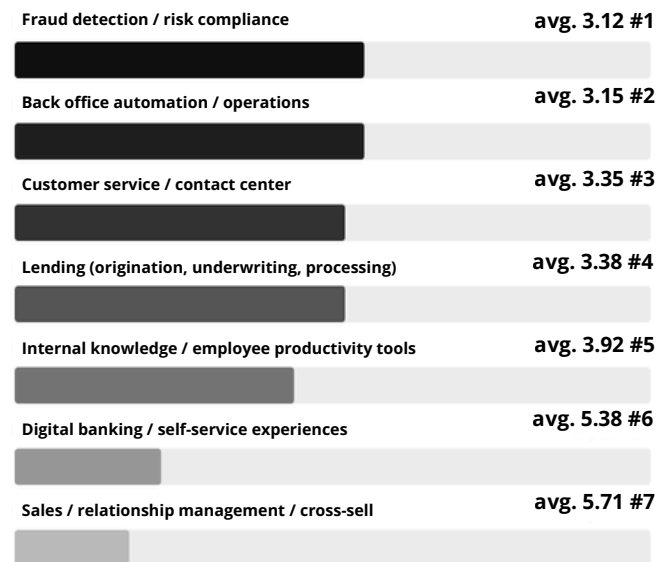 Fraud detection / risk compliance avg. 3.12 #1
Back office automation / operations avg. 3.15 #2
Customer service / contact center avg. 3.35 #3
Lending (origination, underwriting, processing) avg. 3.38 #4
Internal knowledge / employee productivity tools avg. 3.92 #5
Digital banking / self-service experiences avg. 5.38 #6
Sales / relationship management / cross-sell avg. 5.71 #7